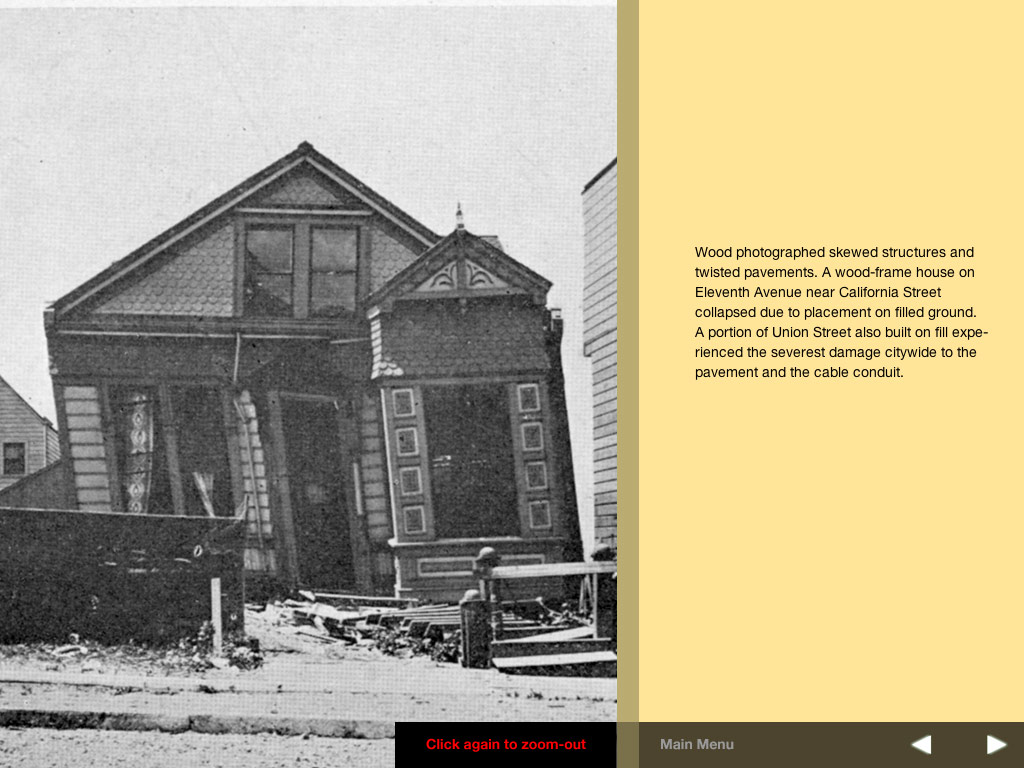 Wood photographed skewed structures and
twisted pavements. A wood-frame house on
Eleventh Avenue near California Street
collapsed due to placement on filled ground.
A portion of Union Street also built on fill expe-
rienced the severest damage citywide to the
pavement and the cable conduit.
Click again to zoom-out
Main Menu